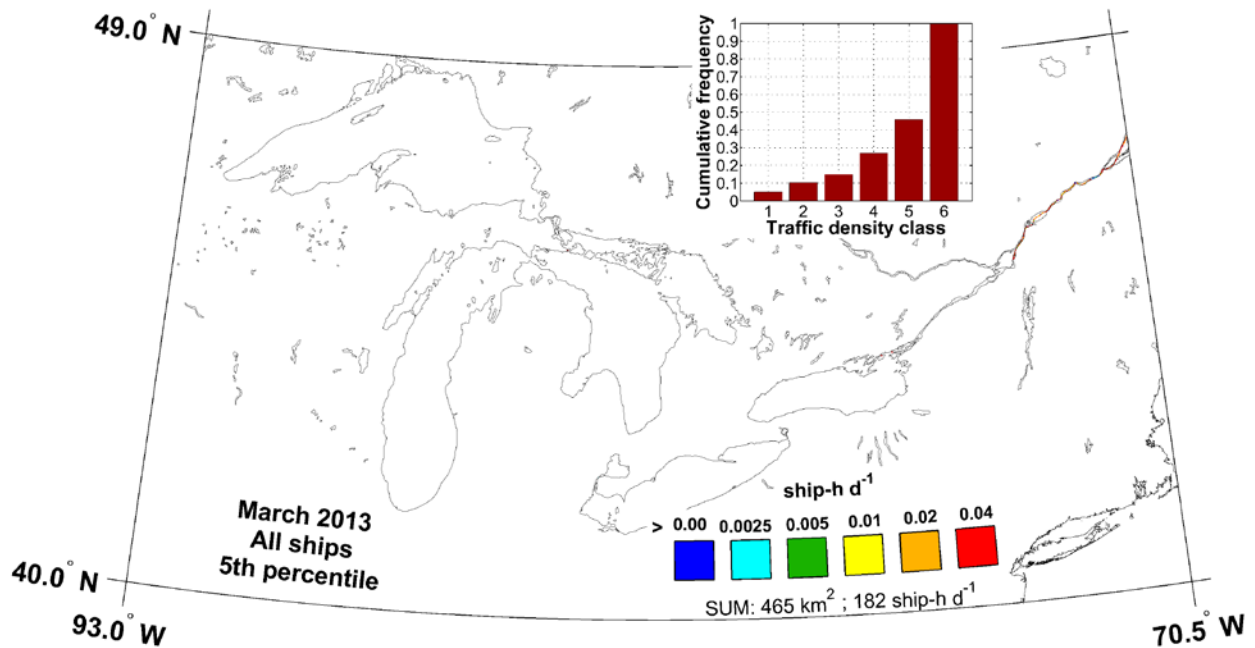 49.0° N
1
0.9
0.8
0.7
0.6
0.5
0.4
0.3
0.2
0.1
0
Cumulative frequency
1 2 3 4 5 6
Traffic density class
March 2013
All ships
5th percentile
ship-h d⁻¹
> 0.00 0.0025 0.005 0.01 0.02 0.04
SUM: 465 km² ; 182 ship-h d⁻¹
40.0° N
93.0° W
70.5° W